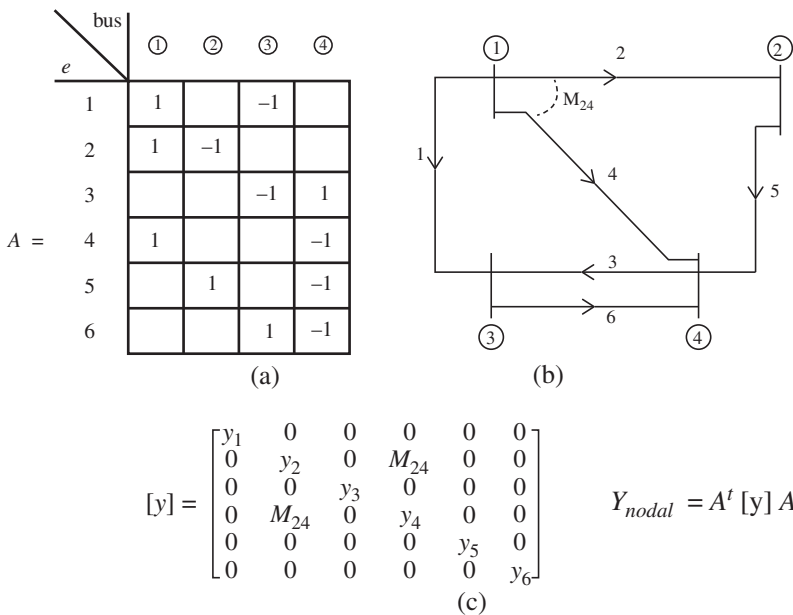 bus
e ① ② ③ ④
1 1 –1
2 1 –1
3 –1 1
A = 4 1 –1
5 1 –1
6 1 –1
(a)
① 2 ②
M₂₄
1 4 5
3
6
③ ④
(b)
[y] =
y₁ 0 0 0 0 0
0 y₂ 0 M₂₄ 0 0
0 0 y₃ 0 0 0
0 M₂₄ 0 y₄ 0 0
0 0 0 0 y₅ 0
0 0 0 0 0 y₆
Y_nodal = Aᵗ [y] A
(c)